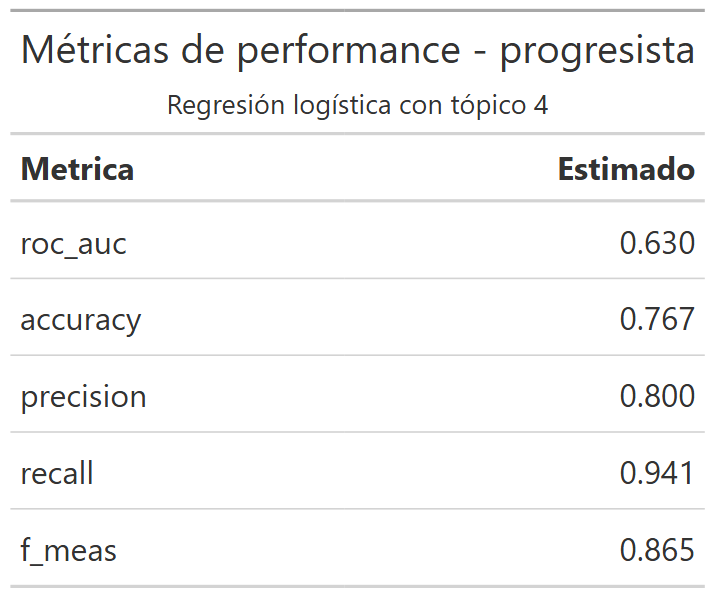 Métricas de performance - progresista
Regresión logística con tópico 4
Metrica Estimado
roc_auc 0.630
accuracy 0.767
precision 0.800
recall 0.941
f_meas 0.865